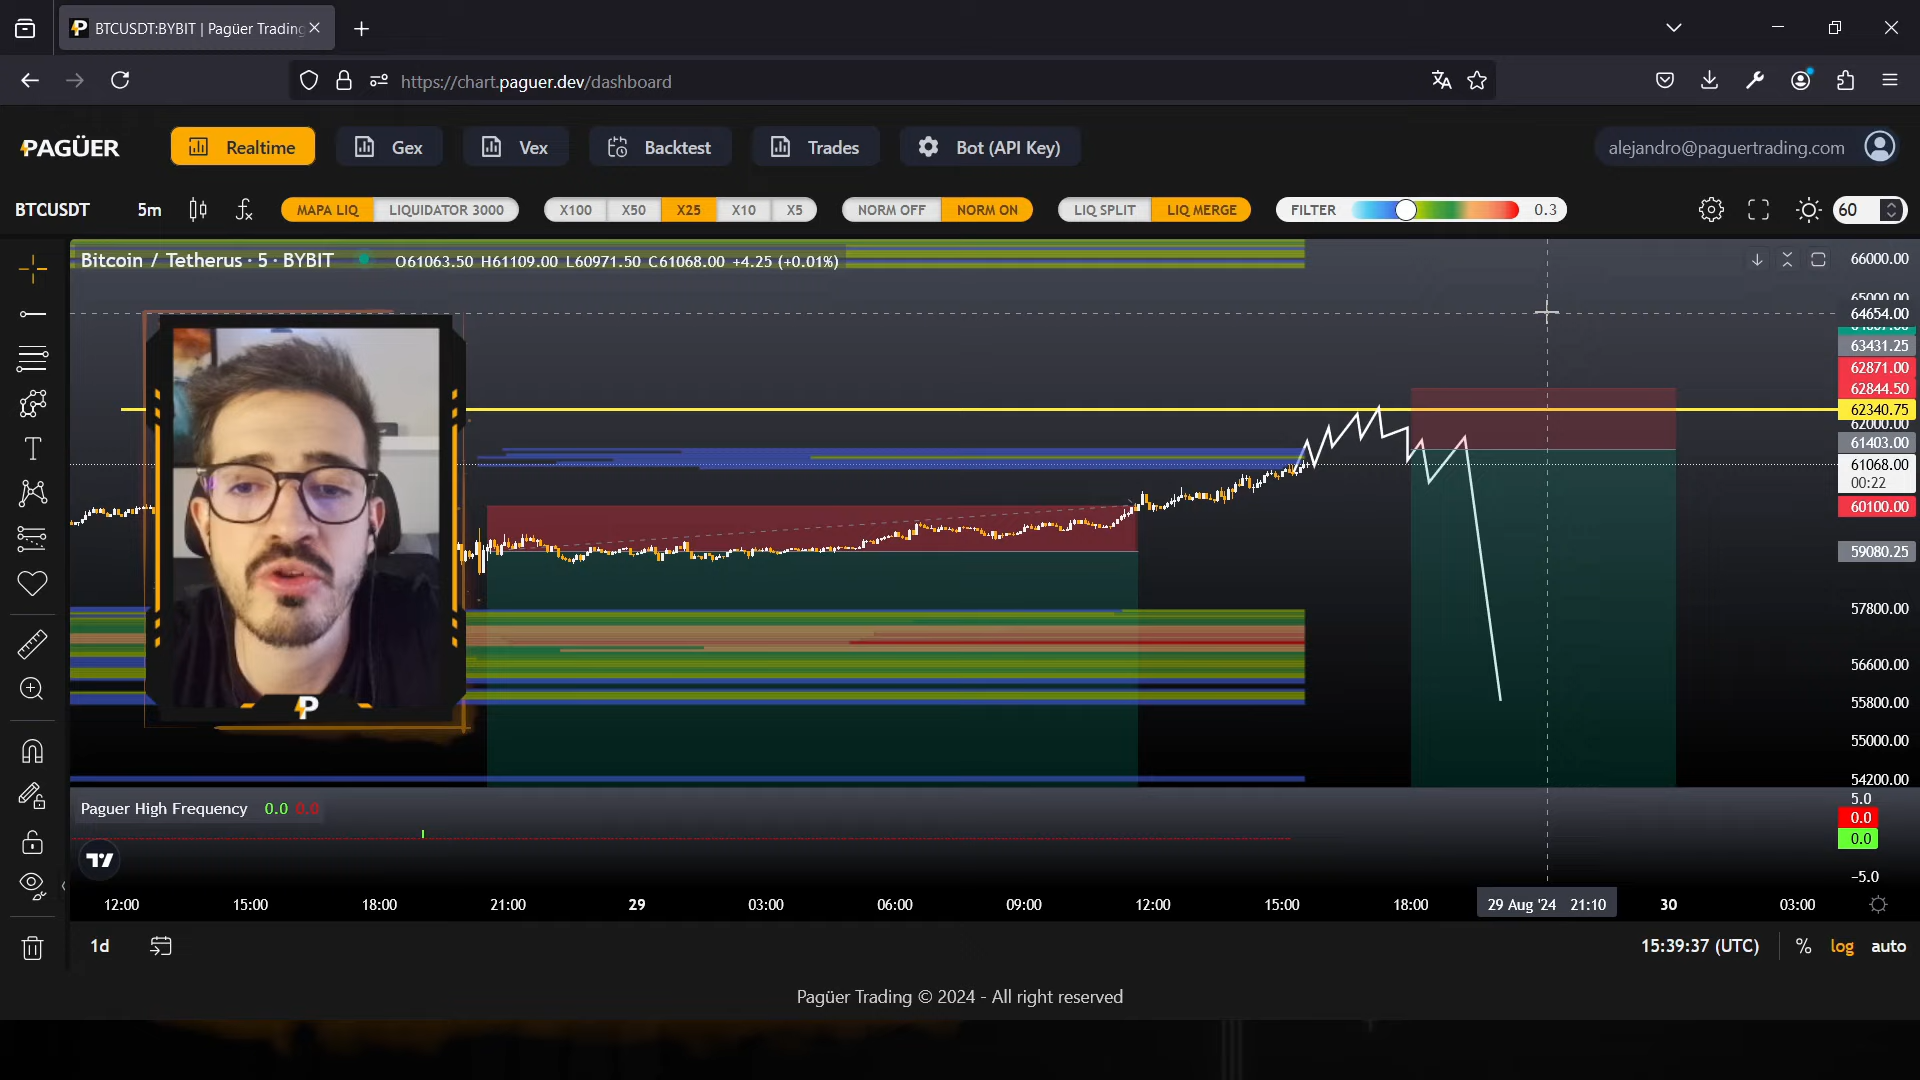 BTCUSDT:BYBIT | Pagüer Trading
https://chart.paguer.dev/dashboard
PAGÜER
Realtime
Gex
Vex
Backtest
Trades
Bot (API Key)
alejandro@paguertrading.com
BTCUSDT
5m
MAPA LIQ
LIQUIDATOR 3000
X100
X50
X25
X10
X5
NORM OFF
NORM ON
LIQ SPLIT
LIQ MERGE
FILTER
0.3
60
Bitcoin / Tetherus · 5 · BYBIT
O61063.50 H61109.00 L60971.50 C61068.00 +4.25 (+0.01%)
66000.00
65000.00
64654.00
63431.25
62871.00
62844.50
62340.75
62000.00
61403.00
61068.00
00:22
60100.00
59080.25
57800.00
56600.00
55800.00
55000.00
54200.00
Paguer High Frequency 0.0 0.0
5.0
0.0
0.0
−5.0
12:00
15:00
18:00
21:00
29
03:00
06:00
09:00
12:00
15:00
18:00
29 Aug '24 21:10
30
03:00
1d
15:39:37 (UTC)
%
log
auto
Pagüer Trading © 2024 - All right reserved